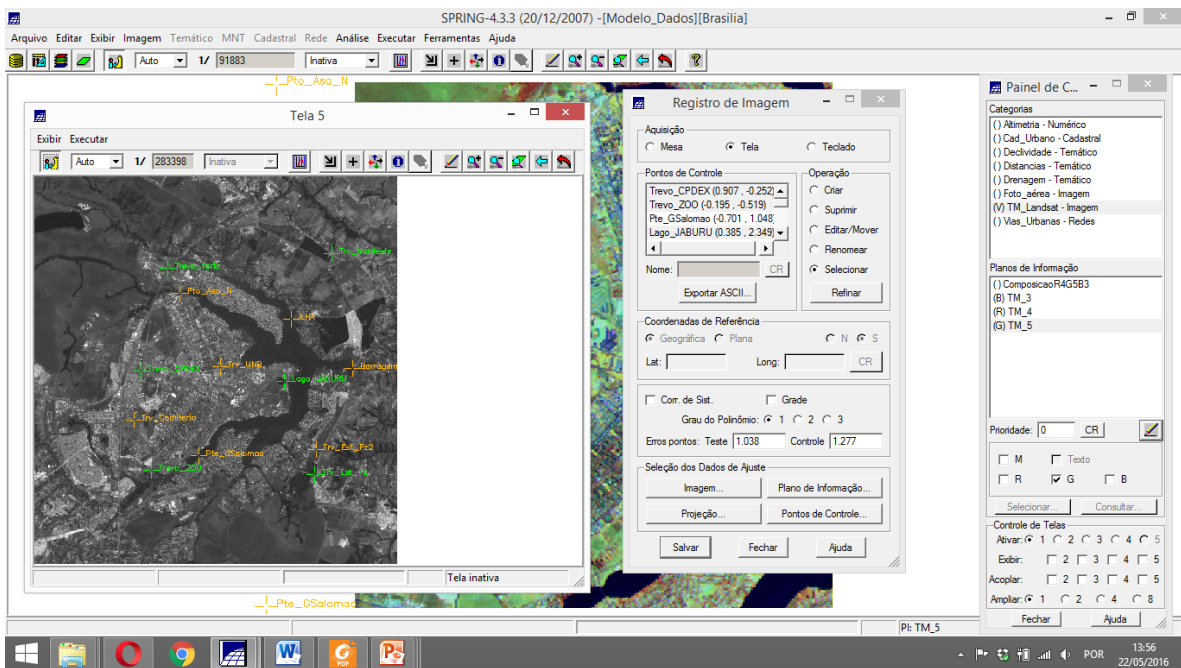 SPRING-4.3.3 (20/12/2007) -[Modelo_Dados][Brasilia]
Arquivo Editar Exibir Imagem Temático MNT Cadastral Rede Análise Executar Ferramentas Ajuda
Auto 1/ 91883 Inativa
Pto_Asa_N
Tela 5
Exibir Executar
Auto 1/ 283398 Inativa
Trv_Nordeste
Pto_Asa_N
ILHA
Trv_UNB
Barragem
Lago_JABURU
Trv_Cemiterio
Pte_GSalomao
Trv_Est_Pr2
Trevo_ZOO
Tela inativa
Pte_GSalomao
Registro de Imagem
Aquisição
Mesa Tela Teclado
Pontos de Controle
Trevo_CPDEX (0.907 , -0.252)
Trevo_ZOO (-0.195 , -0.519)
Pte_GSalomao (-0.701 , 1.048)
Lago_JABURU (0.385 , 2.349)
Nome: CR
Exportar ASCII...
Operação
Criar
Suprimir
Editar/Mover
Renomear
Selecionar
Refinar
Coordenadas de Referência
Geográfica Plana N S
Lat: Long: CR
Corr. de Sist. Grade
Grau do Polinômio: 1 2 3
Erros pontos: Teste 1.038 Controle 1.277
Seleção dos Dados de Ajuste
Imagem... Plano de Informação...
Projeção... Pontos de Controle...
Salvar Fechar Ajuda
Painel de C...
Categorias
( ) Altimetria - Numérico
( ) Cad_Urbano - Cadastral
( ) Declividade - Temático
( ) Distancias - Temático
( ) Drenagem - Temático
( ) Foto_aérea - Imagem
(V) TM_Landsat - Imagem
( ) Vias_Urbanas - Redes
Planos de Informação
( ) ComposicaoR4G5B3
(B) TM_3
(R) TM_4
(G) TM_5
Prioridade: 0 CR
M Texto
R G B
Selecionar... Consultar...
Controle de Telas
Ativar: 1 2 3 4 5
Exibir: 2 3 4 5
Acoplar: 2 3 4 5
Ampliar: 1 2 4 8
Fechar Ajuda
PI: TM_5
POR
13:56
22/05/2016